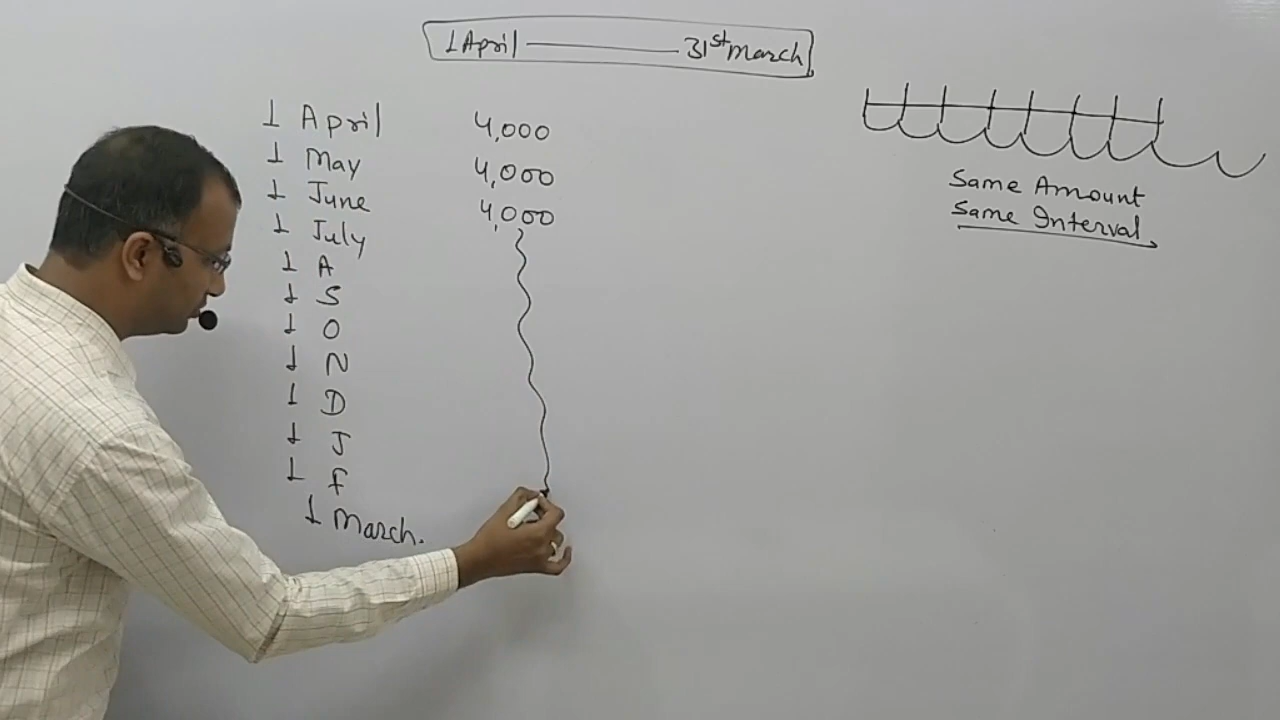 1 April 31st March
1 April 4,000
1 May 4,000
1 June 4,000
1 July
1 A
1 S
1 O
1 N
1 D
1 J
1 F
1 March.
Same Amount
Same Interval